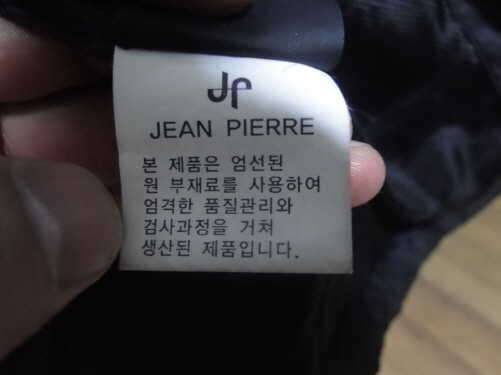 JP
JEAN PIERRE
본 제품은 엄선된
원 부재료를 사용하여
엄격한 품질관리와
검사과정을 거쳐
생산된 제품입니다.